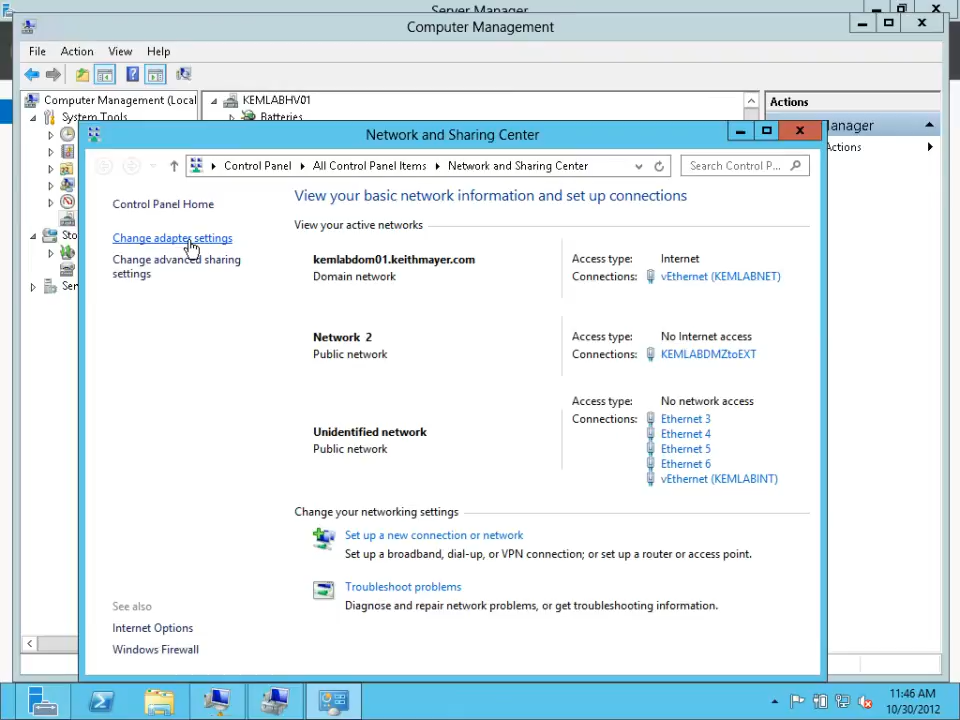 Server Manager
Computer Management
File Action View Help
Computer Management (Local
System Tools
Sto
Ser
KEMLABHV01
Batteries
Actions
anager
Actions
Network and Sharing Center
Control Panel All Control Panel Items Network and Sharing Center
Search Control P...
Control Panel Home
Change adapter settings
Change advanced sharing
settings
View your basic network information and set up connections
View your active networks
kemlabdom01.keithmayer.com
Domain network
Access type: Internet
Connections: vEthernet (KEMLABNET)
Network 2
Public network
Access type: No Internet access
Connections: KEMLABDMZtoEXT
Unidentified network
Public network
Access type: No network access
Connections: Ethernet 3
Ethernet 4
Ethernet 5
Ethernet 6
vEthernet (KEMLABINT)
Change your networking settings
Set up a new connection or network
Set up a broadband, dial-up, or VPN connection; or set up a router or access point.
Troubleshoot problems
Diagnose and repair network problems, or get troubleshooting information.
See also
Internet Options
Windows Firewall
11:46 AM
10/30/2012